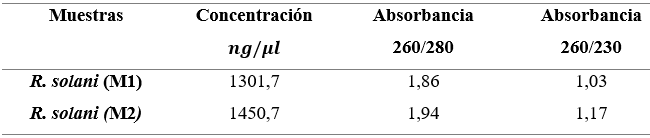 Muestras Concentración Absorbancia Absorbancia
ng/μl 260/280 260/230
R. solani (M1) 1301,7 1,86 1,03
R. solani (M2) 1450,7 1,94 1,17